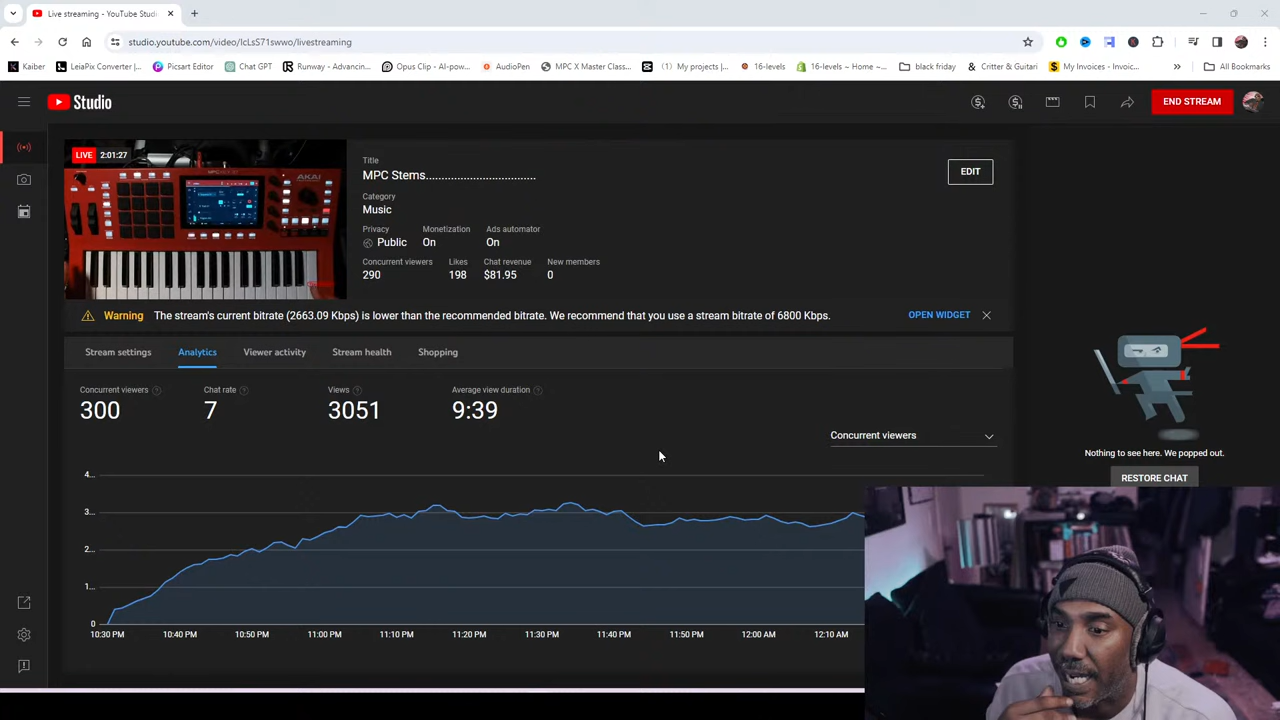 Live streaming - YouTube Studio
studio.youtube.com/video/lcLsS71swwo/livestreaming
Kaiber
LeiaPix Converter |...
Picsart Editor
Chat GPT
Runway - Advancin...
Opus Clip - AI-pow...
AudioPen
MPC X Master Class...
(1) My projects |...
16-levels
16-levels ~ Home ~...
black friday
Critter & Guitari
My Invoices - Invoic...
All Bookmarks
Studio
END STREAM
LIVE 2:01:27
AKAI
Title
MPC Stems..................................
EDIT
Category
Music
Privacy Monetization Ads automator
Public On On
Concurrent viewers Likes Chat revenue New members
290 198 $81.95 0
Warning The stream's current bitrate (2663.09 Kbps) is lower than the recommended bitrate. We recommend that you use a stream bitrate of 6800 Kbps. OPEN WIDGET
Stream settings Analytics Viewer activity Stream health Shopping
Concurrent viewers Chat rate Views Average view duration
300 7 3051 9:39
Concurrent viewers
Nothing to see here. We popped out.
RESTORE CHAT
4...
3...
2...
1...
0
10:30 PM 10:40 PM 10:50 PM 11:00 PM 11:10 PM 11:20 PM 11:30 PM 11:40 PM 11:50 PM 12:00 AM 12:10 AM